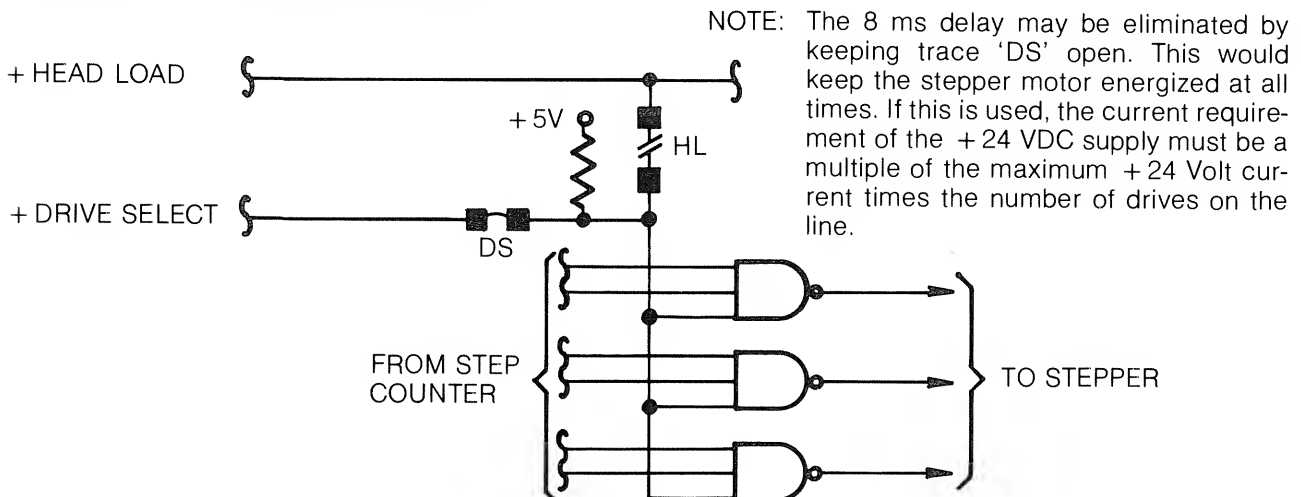 NOTE: The 8 ms delay may be eliminated by
keeping trace 'DS' open. This would
keep the stepper motor energized at all
times. If this is used, the current require-
ment of the +24 VDC supply must be a
multiple of the maximum +24 Volt cur-
rent times the number of drives on the
line.
+ HEAD LOAD
+5V
HL
+ DRIVE SELECT
DS
FROM STEP
COUNTER
TO STEPPER